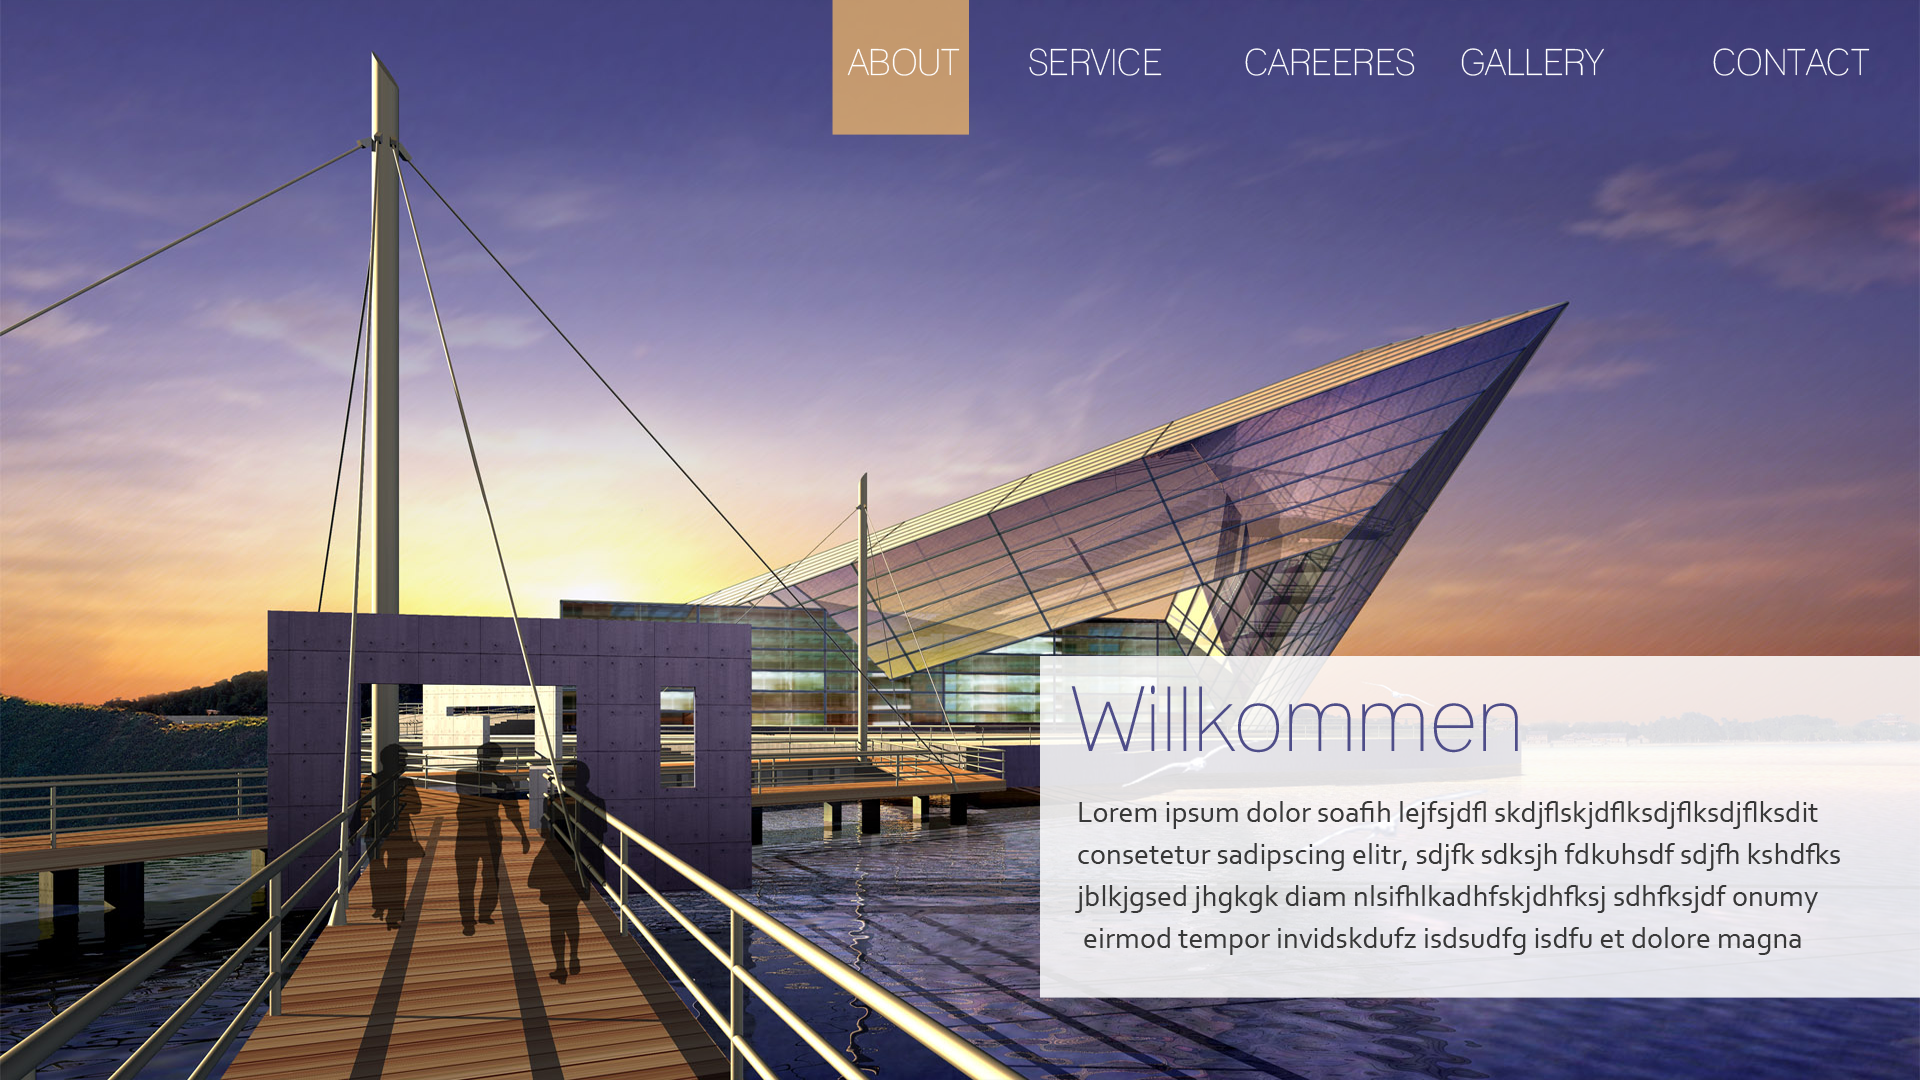 ABOUT SERVICE CAREERES GALLERY CONTACT
Willkommen
Lorem ipsum dolor soafih lejfsjdfl skdjflskjdflksdjflksdjflksdit
consetetur sadipscing elitr, sdjfk sdksjh fdkuhsdf sdjfh kshdfks
jblkjgsed jhgkgk diam nlsifhlkadhfskjdhfksj sdhfksjdf onumy
eirmod tempor invidskdufz isdsudfg isdfu et dolore magna